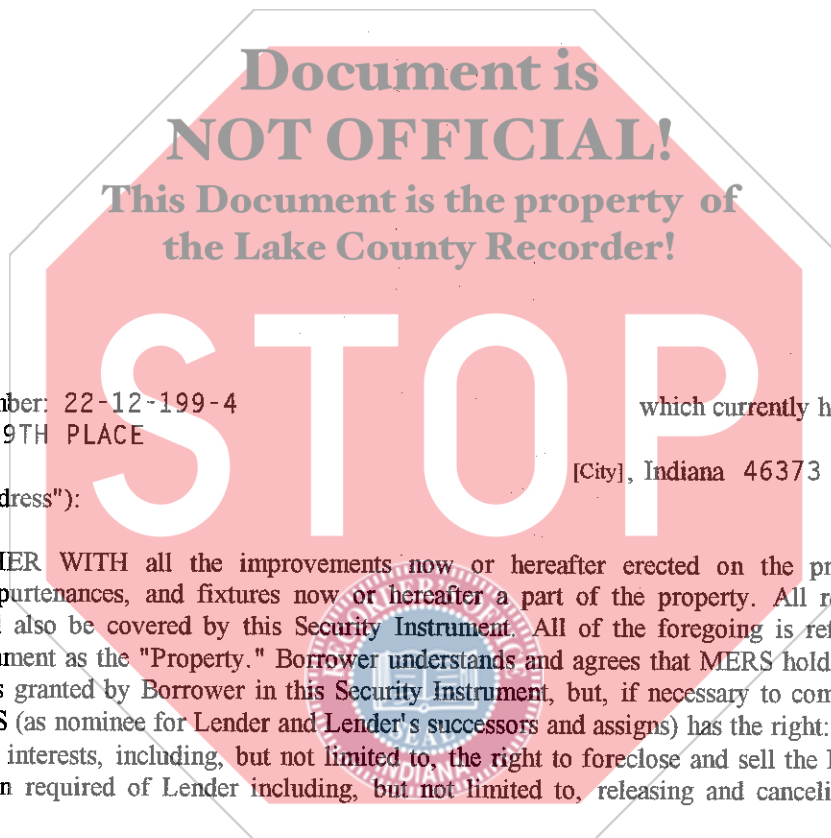 Document is
NOT OFFICIAL!
This Document is the property of
the Lake County Recorder!
STOP
nber: 22-12-199-4 which currently h
9TH PLACE
[City], Indiana 46373
dress"):
IER WITH all the improvements now or hereafter erected on the pr
purtenances, and fixtures now or hereafter a part of the property. All r
l also be covered by this Security Instrument. All of the foregoing is ref
ument as the "Property." Borrower understands and agrees that MERS hold
s granted by Borrower in this Security Instrument, but, if necessary to com
S (as nominee for Lender and Lender's successors and assigns) has the right:
interests, including, but not limited to, the right to foreclose and sell the
n required of Lender including, but not limited to, releasing and canceli
RECORDER'S OFFICE
SEAL
INDIANA